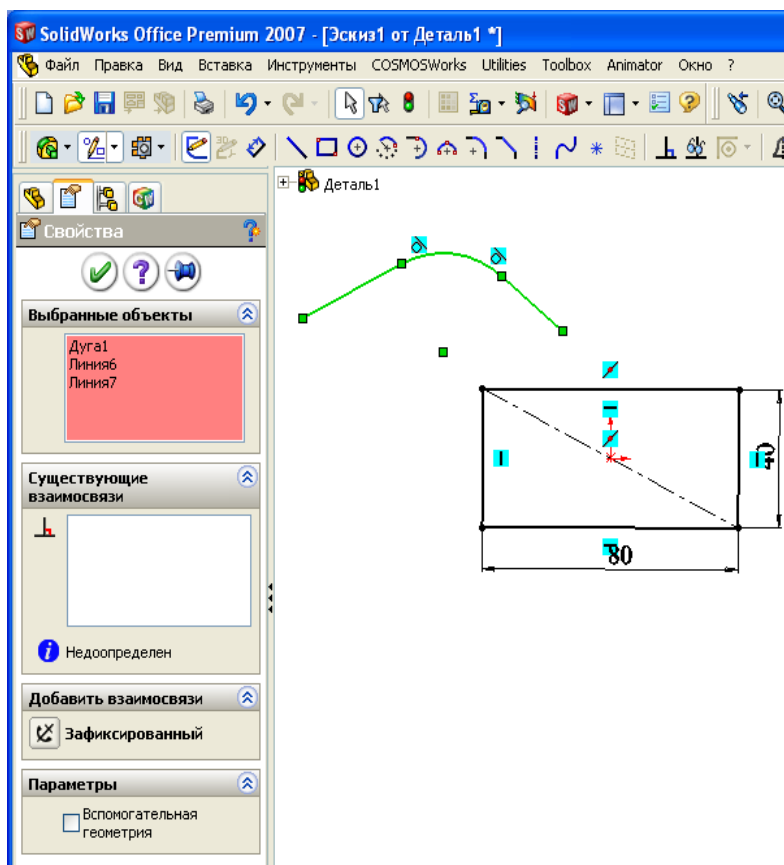 SolidWorks Office Premium 2007 - [Эскиз1 от Деталь1 *]
Файл Правка Вид Вставка Инструменты COSMOSWorks Utilities Toolbox Animator Окно ?
Деталь1
Свойства
Выбранные объекты
Дуга1
Линия6
Линия7
Существующие
взаимосвязи
Недоопределен
Добавить взаимосвязи
Зафиксированный
Параметры
Вспомогательная
геометрия
80